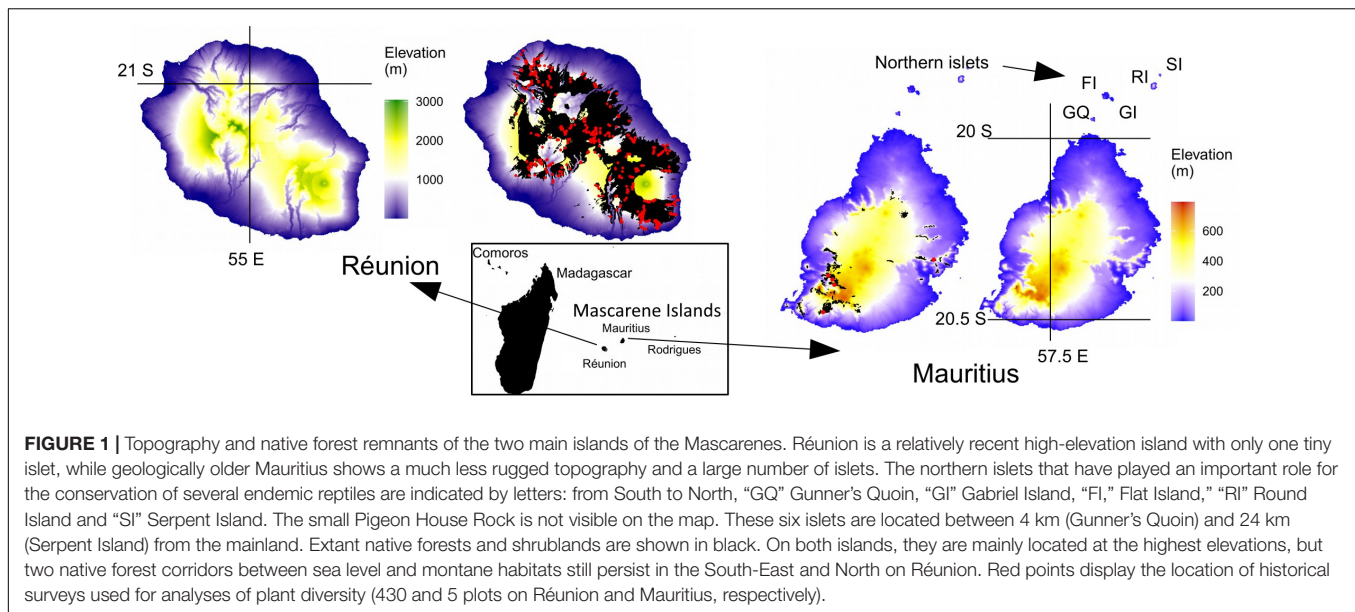 Elevation
(m)
21 S
3000
2000
1000
55 E
Réunion
Comoros
Madagascar
Mascarene Islands
Mauritius
Rodrigues
Réunion
Northern islets
SI
RI
FI
GQ
GI
20 S
Elevation
(m)
600
400
200
20.5 S
57.5 E
Mauritius
FIGURE 1 | Topography and native forest remnants of the two main islands of the Mascarenes. Réunion is a relatively recent high-elevation island with only one tiny
islet, while geologically older Mauritius shows a much less rugged topography and a large number of islets. The northern islets that have played an important role for
the conservation of several endemic reptiles are indicated by letters: from South to North, “GQ” Gunner’s Quoin, “GI” Gabriel Island, “FI,” Flat Island,” “RI” Round
Island and “SI” Serpent Island. The small Pigeon House Rock is not visible on the map. These six islets are located between 4 km (Gunner’s Quoin) and 24 km
(Serpent Island) from the mainland. Extant native forests and shrublands are shown in black. On both islands, they are mainly located at the highest elevations, but
two native forest corridors between sea level and montane habitats still persist in the South-East and North on Réunion. Red points display the location of historical
surveys used for analyses of plant diversity (430 and 5 plots on Réunion and Mauritius, respectively).